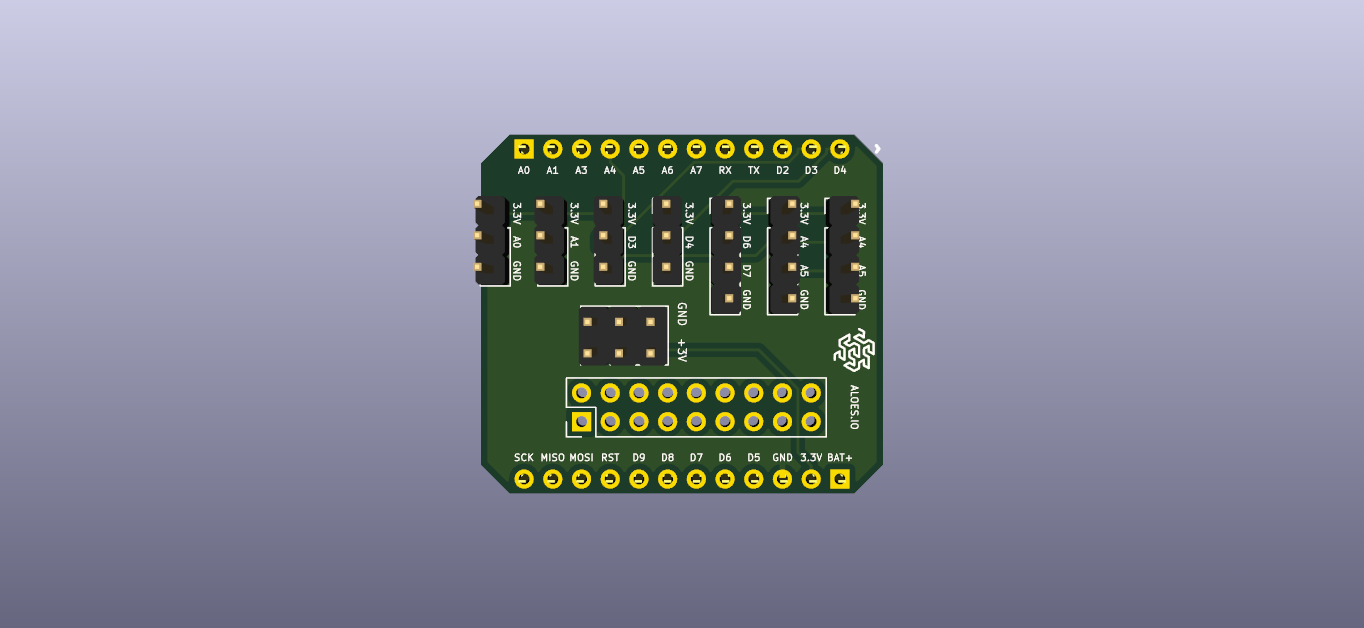 A0 A1 A3 A4 A5 A6 A7 RX TX D2 D3 D4
3.3V A0 GND
3.3V A1 GND
3.3V D3 GND
3.3V D4 GND
3.3V D6 D7 GND
3.3V A4 A5 GND
3.3V A4 A5 GND
GND +3V
ALOES.IO
SCK MISO MOSI RST D9 D8 D7 D6 D5 GND 3.3V BAT+